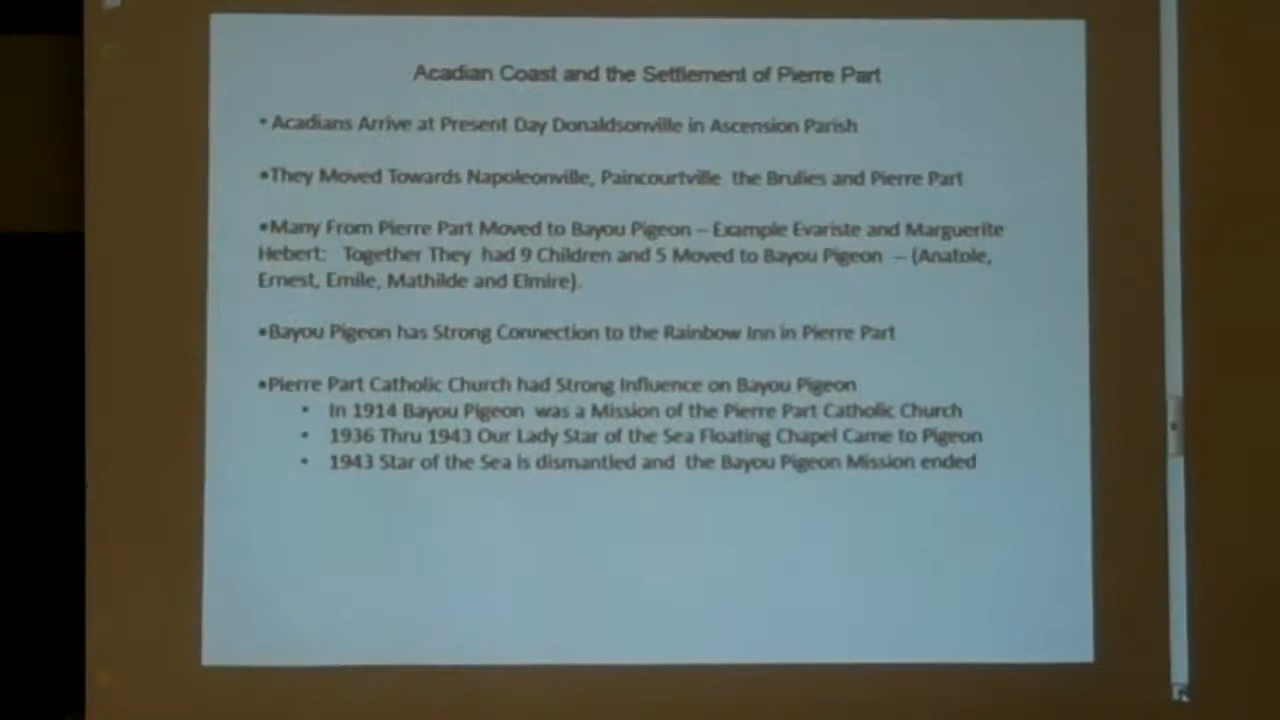 Acadian Coast and the Settlement of Pierre Part
• Acadians Arrive at Present Day Donaldsonville in Ascension Parish
•They Moved Towards Napoleonville, Paincourtville the Brulies and Pierre Part
•Many From Pierre Part Moved to Bayou Pigeon – Example Evariste and Marguerite
Hebert: Together They had 9 Children and 5 Moved to Bayou Pigeon – (Anatole,
Ernest, Emile, Mathilde and Elmire).
•Bayou Pigeon has Strong Connection to the Rainbow Inn in Pierre Part
•Pierre Part Catholic Church had Strong Influence on Bayou Pigeon
• In 1914 Bayou Pigeon was a Mission of the Pierre Part Catholic Church
• 1936 Thru 1943 Our Lady Star of the Sea Floating Chapel Came to Pigeon
• 1943 Star of the Sea is dismantled and the Bayou Pigeon Mission ended